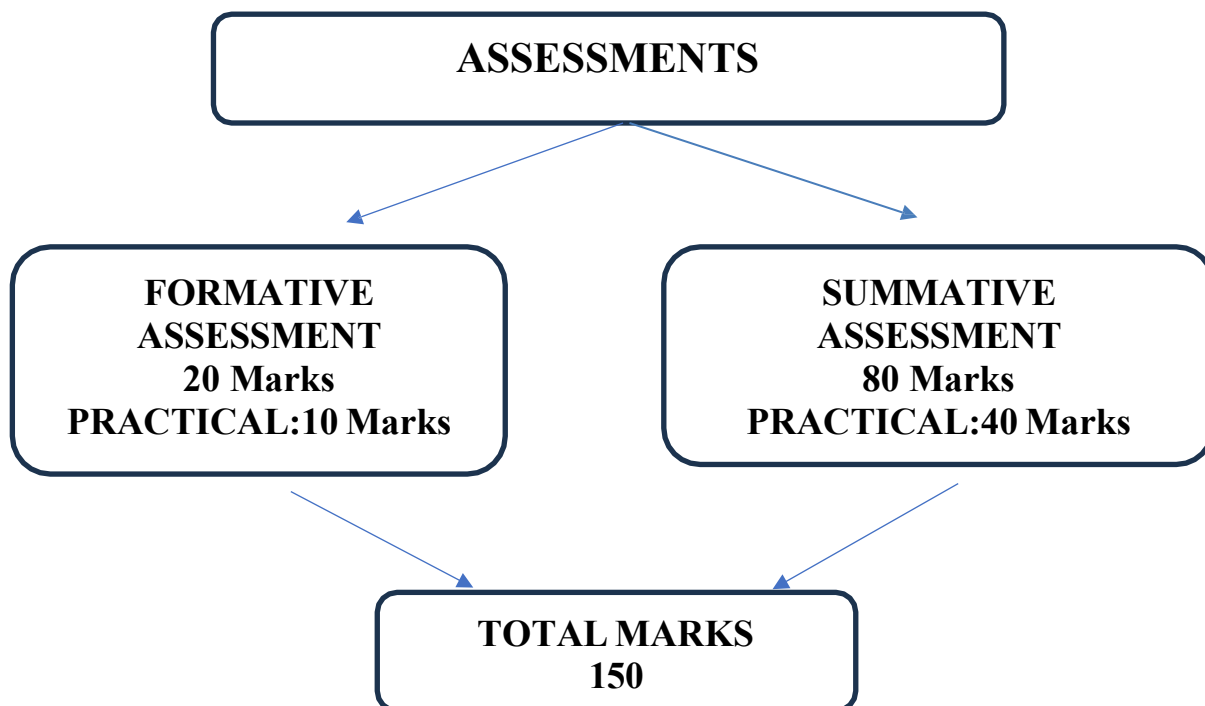 ASSESSMENTS
FORMATIVE
ASSESSMENT
20 Marks
PRACTICAL:10 Marks
SUMMATIVE
ASSESSMENT
80 Marks
PRACTICAL:40 Marks
TOTAL MARKS
150